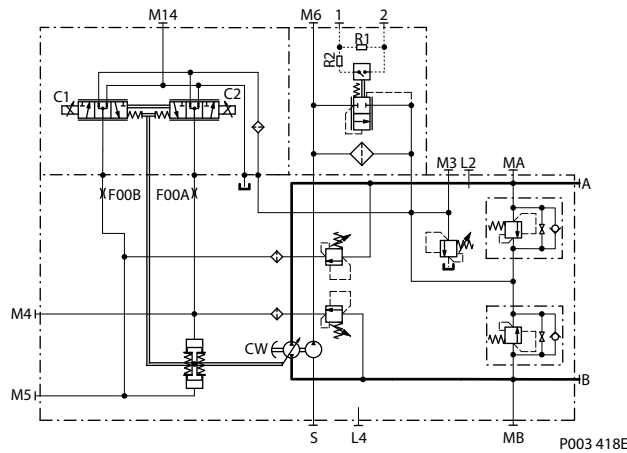 M14 M6 1 2
R1
R2
C1 C2
F00B F00A M3 L2 MA
A
M4
CW
M5 B
S L4 MB
P003 418E